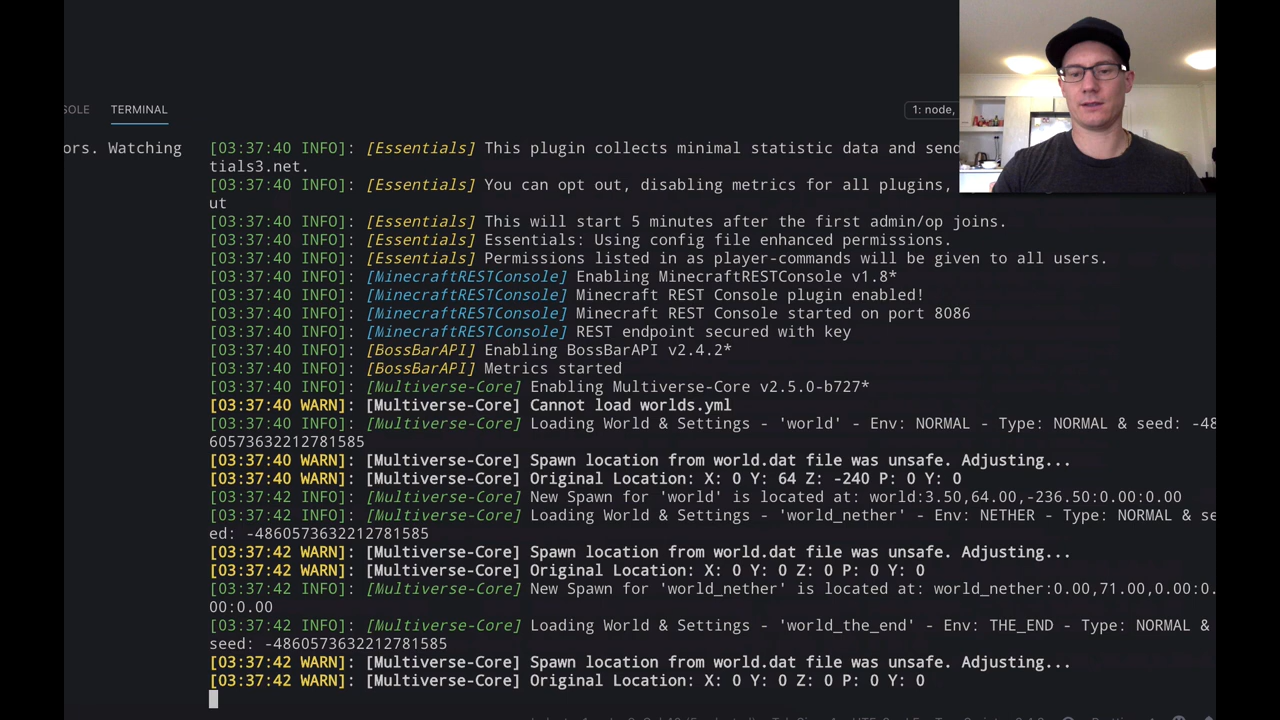 SOLE TERMINAL 1: node,
ors. Watching
[03:37:40 INFO]: [Essentials] This plugin collects minimal statistic data and send
tials3.net.
[03:37:40 INFO]: [Essentials] You can opt out, disabling metrics for all plugins,
ut
[03:37:40 INFO]: [Essentials] This will start 5 minutes after the first admin/op joins.
[03:37:40 INFO]: [Essentials] Essentials: Using config file enhanced permissions.
[03:37:40 INFO]: [Essentials] Permissions listed in as player-commands will be given to all users.
[03:37:40 INFO]: [MinecraftRESTConsole] Enabling MinecraftRESTConsole v1.8*
[03:37:40 INFO]: [MinecraftRESTConsole] Minecraft REST Console plugin enabled!
[03:37:40 INFO]: [MinecraftRESTConsole] Minecraft REST Console started on port 8086
[03:37:40 INFO]: [MinecraftRESTConsole] REST endpoint secured with key
[03:37:40 INFO]: [BossBarAPI] Enabling BossBarAPI v2.4.2*
[03:37:40 INFO]: [BossBarAPI] Metrics started
[03:37:40 INFO]: [Multiverse-Core] Enabling Multiverse-Core v2.5.0-b727*
[03:37:40 WARN]: [Multiverse-Core] Cannot load worlds.yml
[03:37:40 INFO]: [Multiverse-Core] Loading World & Settings - 'world' - Env: NORMAL - Type: NORMAL & seed: -48
60573632212781585
[03:37:40 WARN]: [Multiverse-Core] Spawn location from world.dat file was unsafe. Adjusting...
[03:37:40 WARN]: [Multiverse-Core] Original Location: X: 0 Y: 64 Z: -240 P: 0 Y: 0
[03:37:42 INFO]: [Multiverse-Core] New Spawn for 'world' is located at: world:3.50,64.00,-236.50:0.00:0.00
[03:37:42 INFO]: [Multiverse-Core] Loading World & Settings - 'world_nether' - Env: NETHER - Type: NORMAL & se
ed: -4860573632212781585
[03:37:42 WARN]: [Multiverse-Core] Spawn location from world.dat file was unsafe. Adjusting...
[03:37:42 WARN]: [Multiverse-Core] Original Location: X: 0 Y: 0 Z: 0 P: 0 Y: 0
[03:37:42 INFO]: [Multiverse-Core] New Spawn for 'world_nether' is located at: world_nether:0.00,71.00,0.00:0.
00:0.00
[03:37:42 INFO]: [Multiverse-Core] Loading World & Settings - 'world_the_end' - Env: THE_END - Type: NORMAL &
seed: -4860573632212781585
[03:37:42 WARN]: [Multiverse-Core] Spawn location from world.dat file was unsafe. Adjusting...
[03:37:42 WARN]: [Multiverse-Core] Original Location: X: 0 Y: 0 Z: 0 P: 0 Y: 0